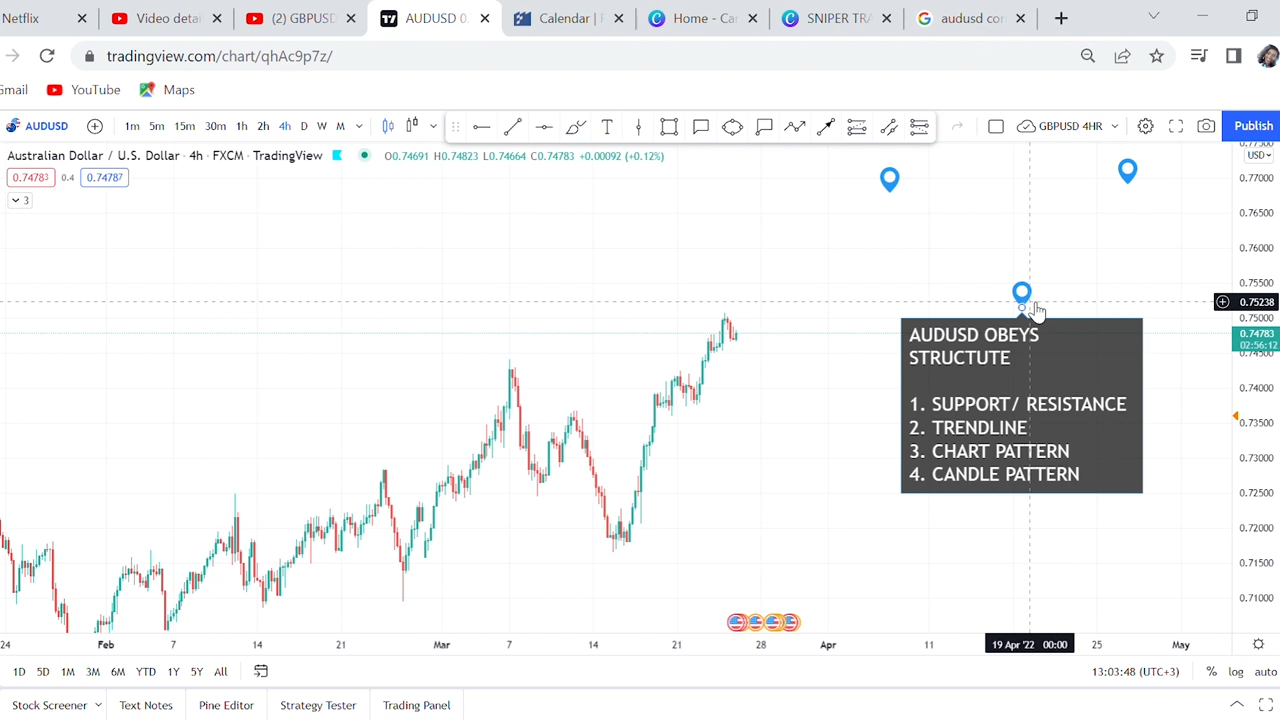 Netflix
Video detai
(2) GBPUSD
AUDUSD 0.
Calendar | F
Home - Can
SNIPER TRA
audusd cor
tradingview.com/chart/qhAc9p7z/
Gmail YouTube Maps
AUDUSD 1m 5m 15m 30m 1h 2h 4h D W M GBPUSD 4HR Publish
Australian Dollar / U.S. Dollar · 4h · FXCM · TradingView O0.74691 H0.74823 L0.74664 C0.74783 +0.00092 (+0.12%)
USD
0.74783 0.4 0.74787
3
0.77500
0.77000
0.76500
0.76000
0.75500
0.75238
0.75000
0.74783
02:56:12
0.74500
0.74000
0.73500
0.73000
0.72500
0.72000
0.71500
0.71000
AUDUSD OBEYS
STRUCTUTE
1. SUPPORT/ RESISTANCE
2. TRENDLINE
3. CHART PATTERN
4. CANDLE PATTERN
24 Feb 7 14 21 Mar 7 14 21 28 Apr 11 19 Apr '22 00:00 25 May
1D 5D 1M 3M 6M YTD 1Y 5Y All 13:03:48 (UTC+3) % log auto
Stock Screener Text Notes Pine Editor Strategy Tester Trading Panel